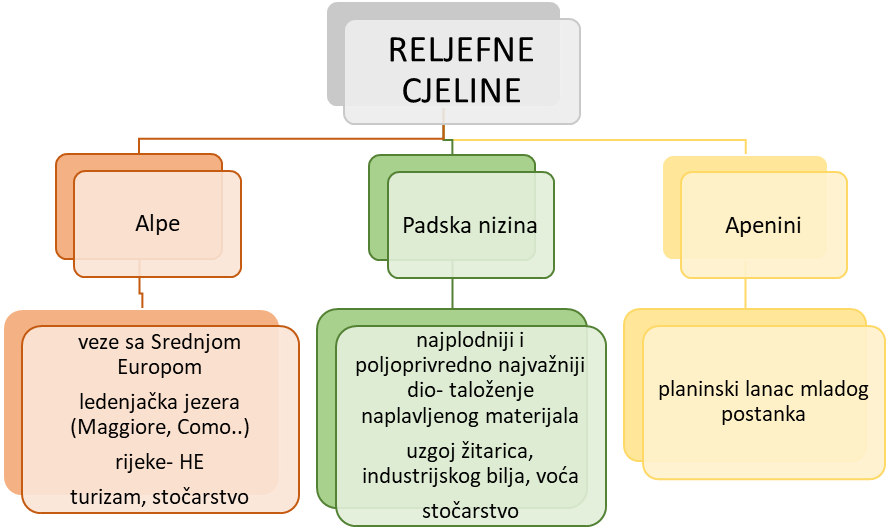 RELJEFNE
CJELINE
Alpe
Padska nizina
Apenini
veze sa Srednjom
Europom
ledenjačka jezera
(Maggiore, Como..)
rijeke- HE
turizam, stočarstvo
najplodniji i
poljoprivredno najvažniji
dio- taloženje
naplavljenog materijala
uzgoj žitarica,
industrijskog bilja, voća
stočarstvo
planinski lanac mladog
postanka